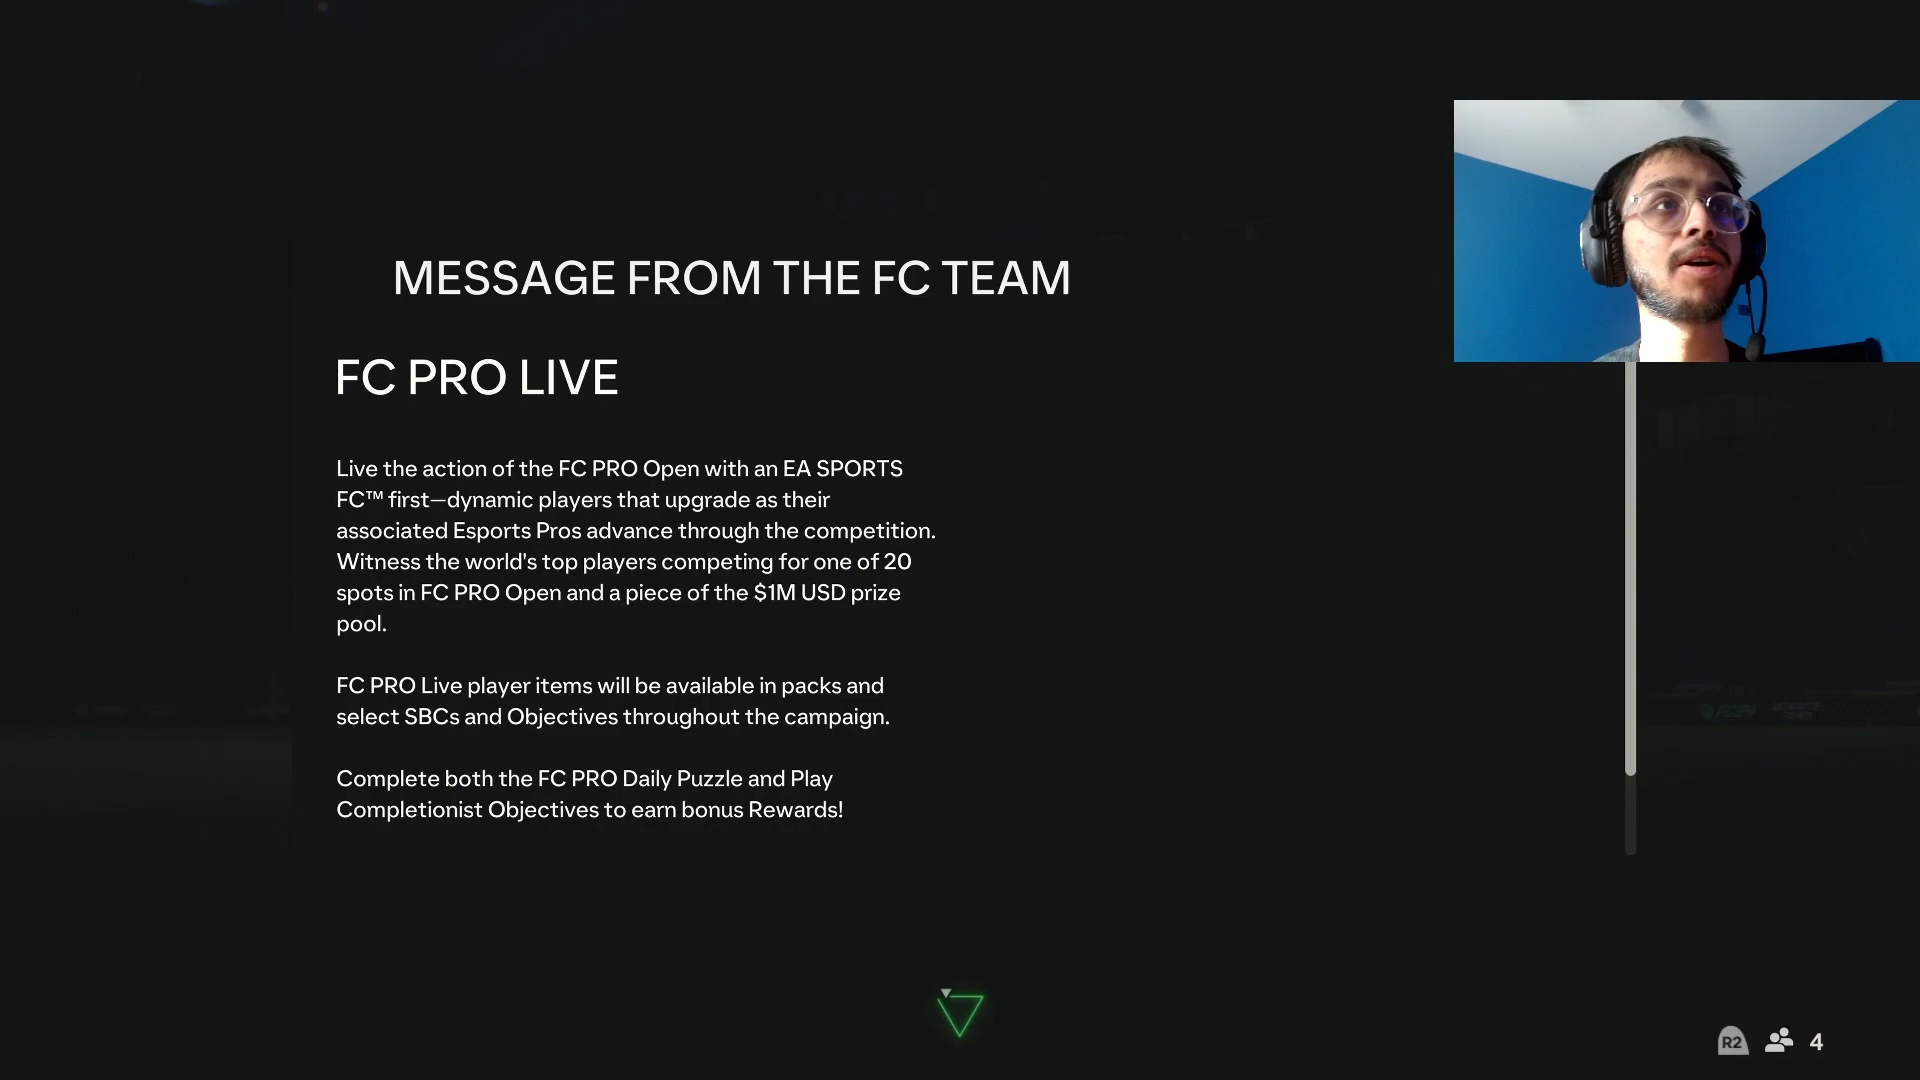 MESSAGE FROM THE FC TEAM
FC PRO LIVE
Live the action of the FC PRO Open with an EA SPORTS
FC™ first—dynamic players that upgrade as their
associated Esports Pros advance through the competition.
Witness the world's top players competing for one of 20
spots in FC PRO Open and a piece of the $1M USD prize
pool.
FC PRO Live player items will be available in packs and
select SBCs and Objectives throughout the campaign.
Complete both the FC PRO Daily Puzzle and Play
Completionist Objectives to earn bonus Rewards!
FC24
ULTIMATE
TEAM
R2 4